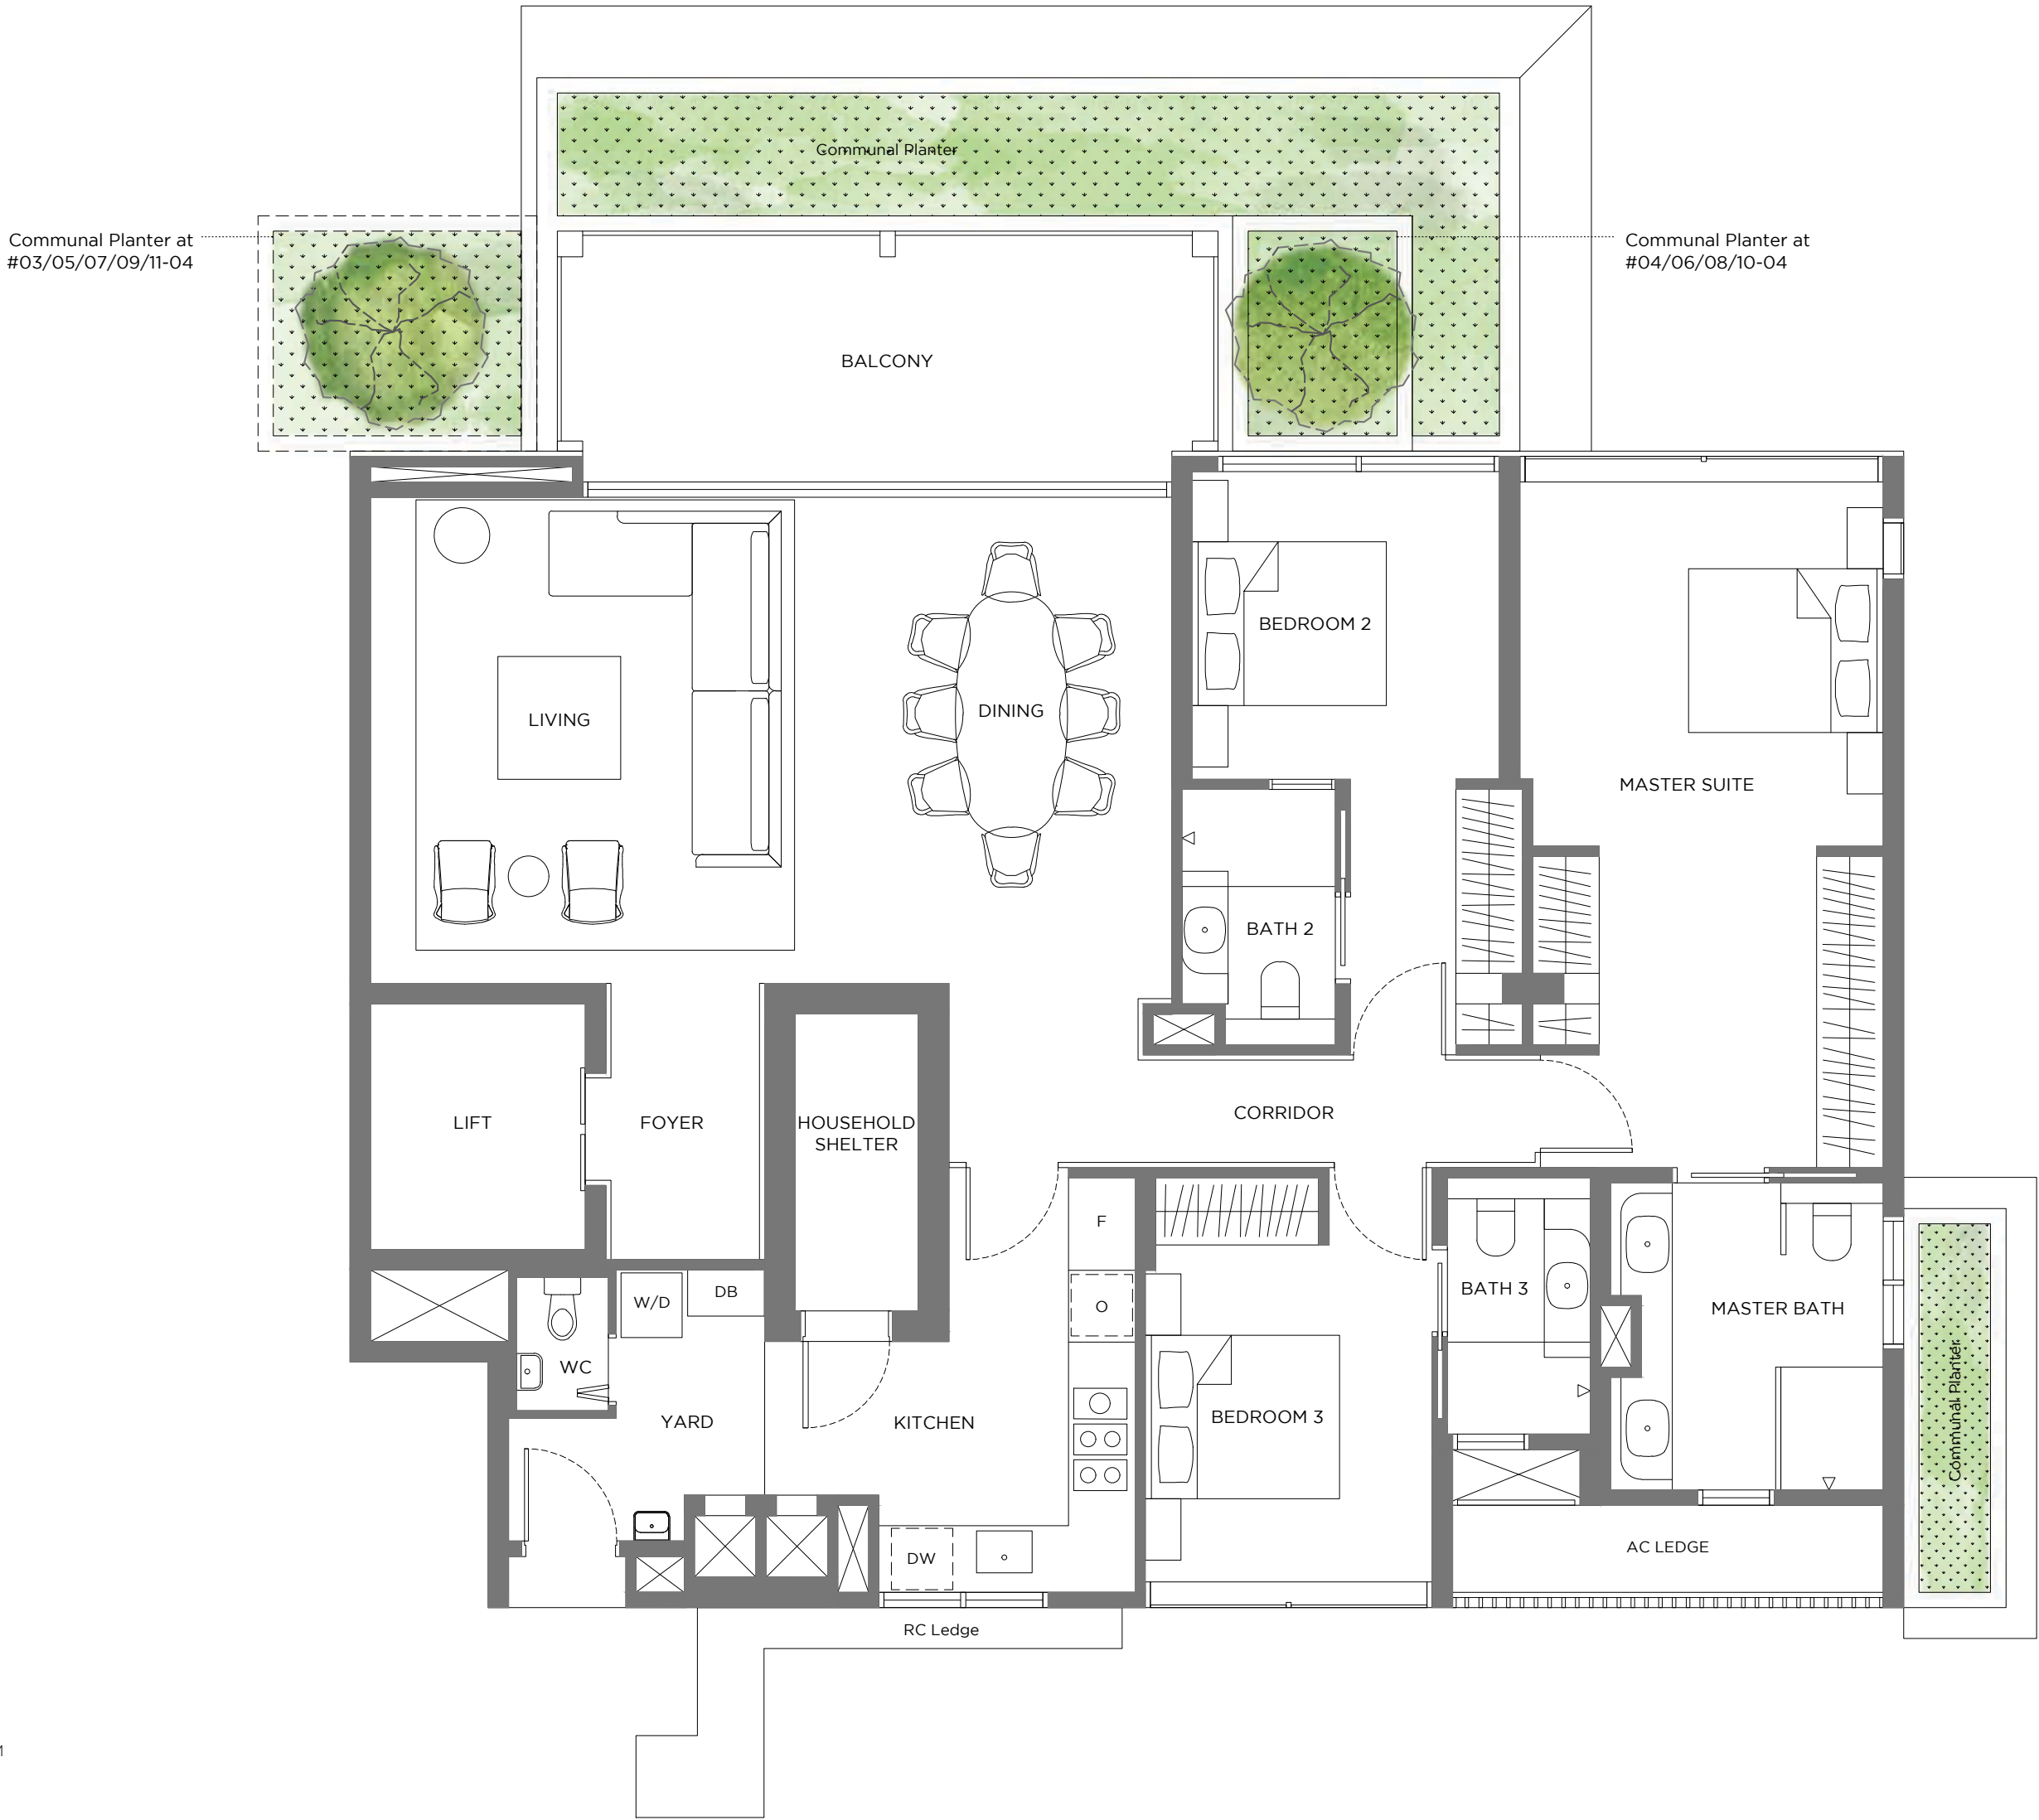 Communal Planter
Communal Planter at
#03/05/07/09/11-04
Communal Planter at
#04/06/08/10-04
BALCONY
BEDROOM 2
LIVING
DINING
MASTER SUITE
BATH 2
LIFT
FOYER
HOUSEHOLD
SHELTER
CORRIDOR
F
W/D
DB
O
BATH 3
MASTER BATH
WC
YARD
KITCHEN
BEDROOM 3
Communal Planter
DW
AC LEDGE
RC Ledge